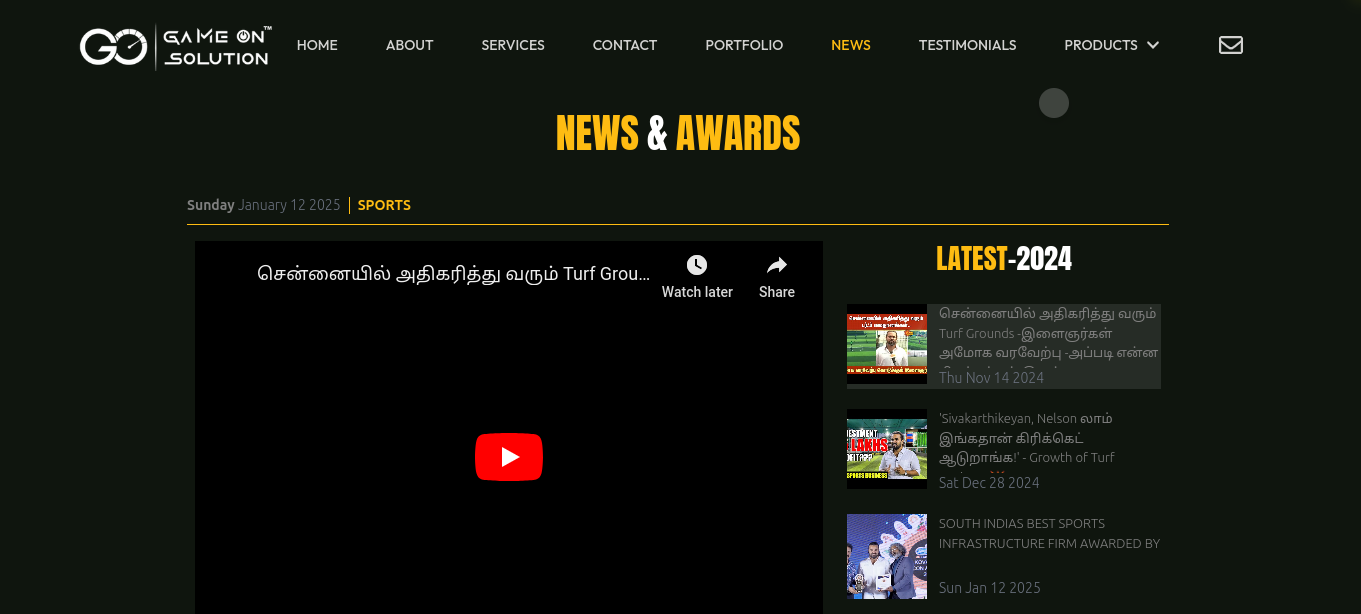 GAME ON™
SOLUTION
HOME
ABOUT
SERVICES
CONTACT
PORTFOLIO
NEWS
TESTIMONIALS
PRODUCTS
NEWS & AWARDS
Sunday January 12 2025 | SPORTS
சென்னையில் அதிகரித்து வரும் Turf Grou...
Watch later
Share
LATEST-2024
சென்னையில் அதிகரித்து வரும்
Turf Grounds -இளைஞர்கள்
அமோக வரவேற்பு -அப்படி என்ன
Thu Nov 14 2024
'Sivakarthikeyan, Nelson லாம்
இங்கதான் கிரிக்கெட்
ஆடுறாங்க!' - Growth of Turf
Sat Dec 28 2024
SOUTH INDIAS BEST SPORTS
INFRASTRUCTURE FIRM AWARDED BY
Sun Jan 12 2025